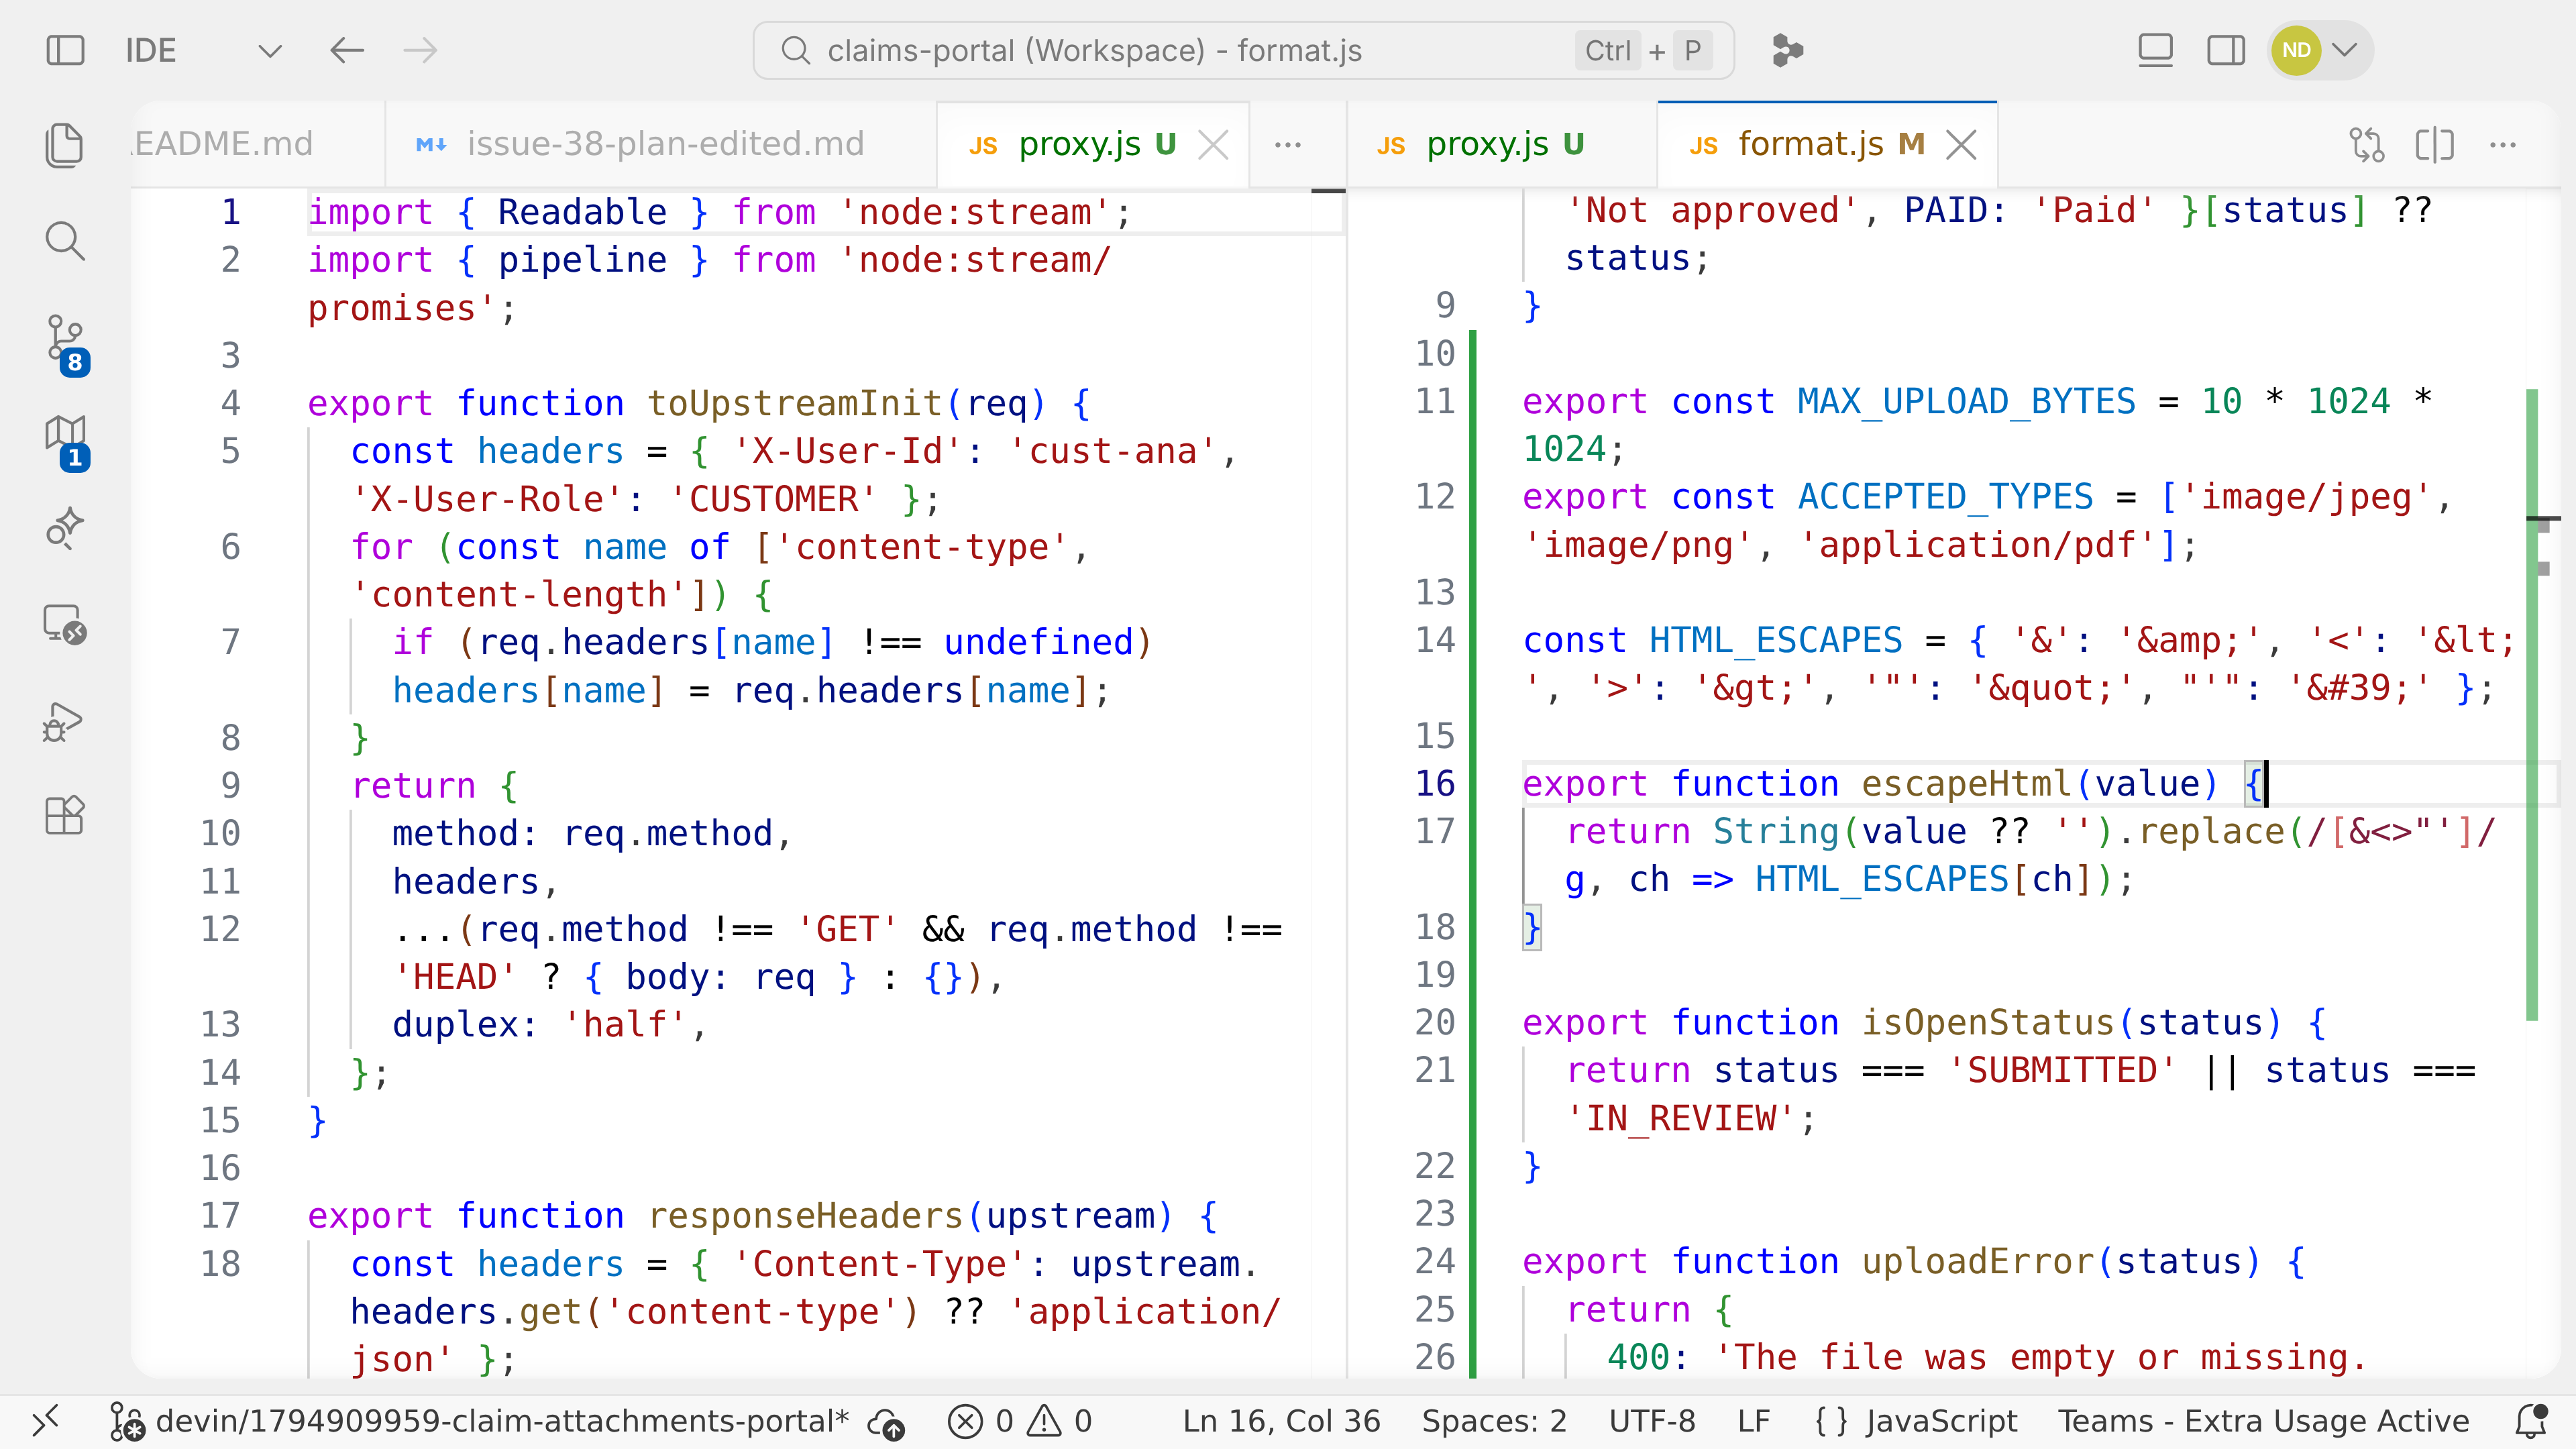 IDE
claims-portal (Workspace) - format.js
Ctrl + P
ND
README.md
issue-38-plan-edited.md
JS proxy.js U
JS proxy.js U
JS format.js M
8
1
1 import { Readable } from 'node:stream';
2 import { pipeline } from 'node:stream/
promises';
3
4 export function toUpstreamInit(req) {
5 const headers = { 'X-User-Id': 'cust-ana',
'X-User-Role': 'CUSTOMER' };
6 for (const name of ['content-type',
'content-length']) {
7 if (req.headers[name] !== undefined)
headers[name] = req.headers[name];
8 }
9 return {
10 method: req.method,
11 headers,
12 ...(req.method !== 'GET' && req.method !==
'HEAD' ? { body: req } : {}),
13 duplex: 'half',
14 };
15 }
16
17 export function responseHeaders(upstream) {
18 const headers = { 'Content-Type': upstream.
headers.get('content-type') ?? 'application/
json' };
'Not approved', PAID: 'Paid' }[status] ??
status;
9 }
10
11 export const MAX_UPLOAD_BYTES = 10 * 1024 *
1024;
12 export const ACCEPTED_TYPES = ['image/jpeg',
'image/png', 'application/pdf'];
13
14 const HTML_ESCAPES = { '&': '&amp;', '<': '&lt;
', '>': '&gt;', '"': '&quot;', "'": '&#39;' };
15
16 export function escapeHtml(value) {
17 return String(value ?? '').replace(/[&<>"']/
g, ch => HTML_ESCAPES[ch]);
18 }
19
20 export function isOpenStatus(status) {
21 return status === 'SUBMITTED' || status ===
'IN_REVIEW';
22 }
23
24 export function uploadError(status) {
25 return {
26 400: 'The file was empty or missing.
devin/1794909959-claim-attachments-portal*
0 0
Ln 16, Col 36
Spaces: 2
UTF-8
LF
{ } JavaScript
Teams - Extra Usage Active